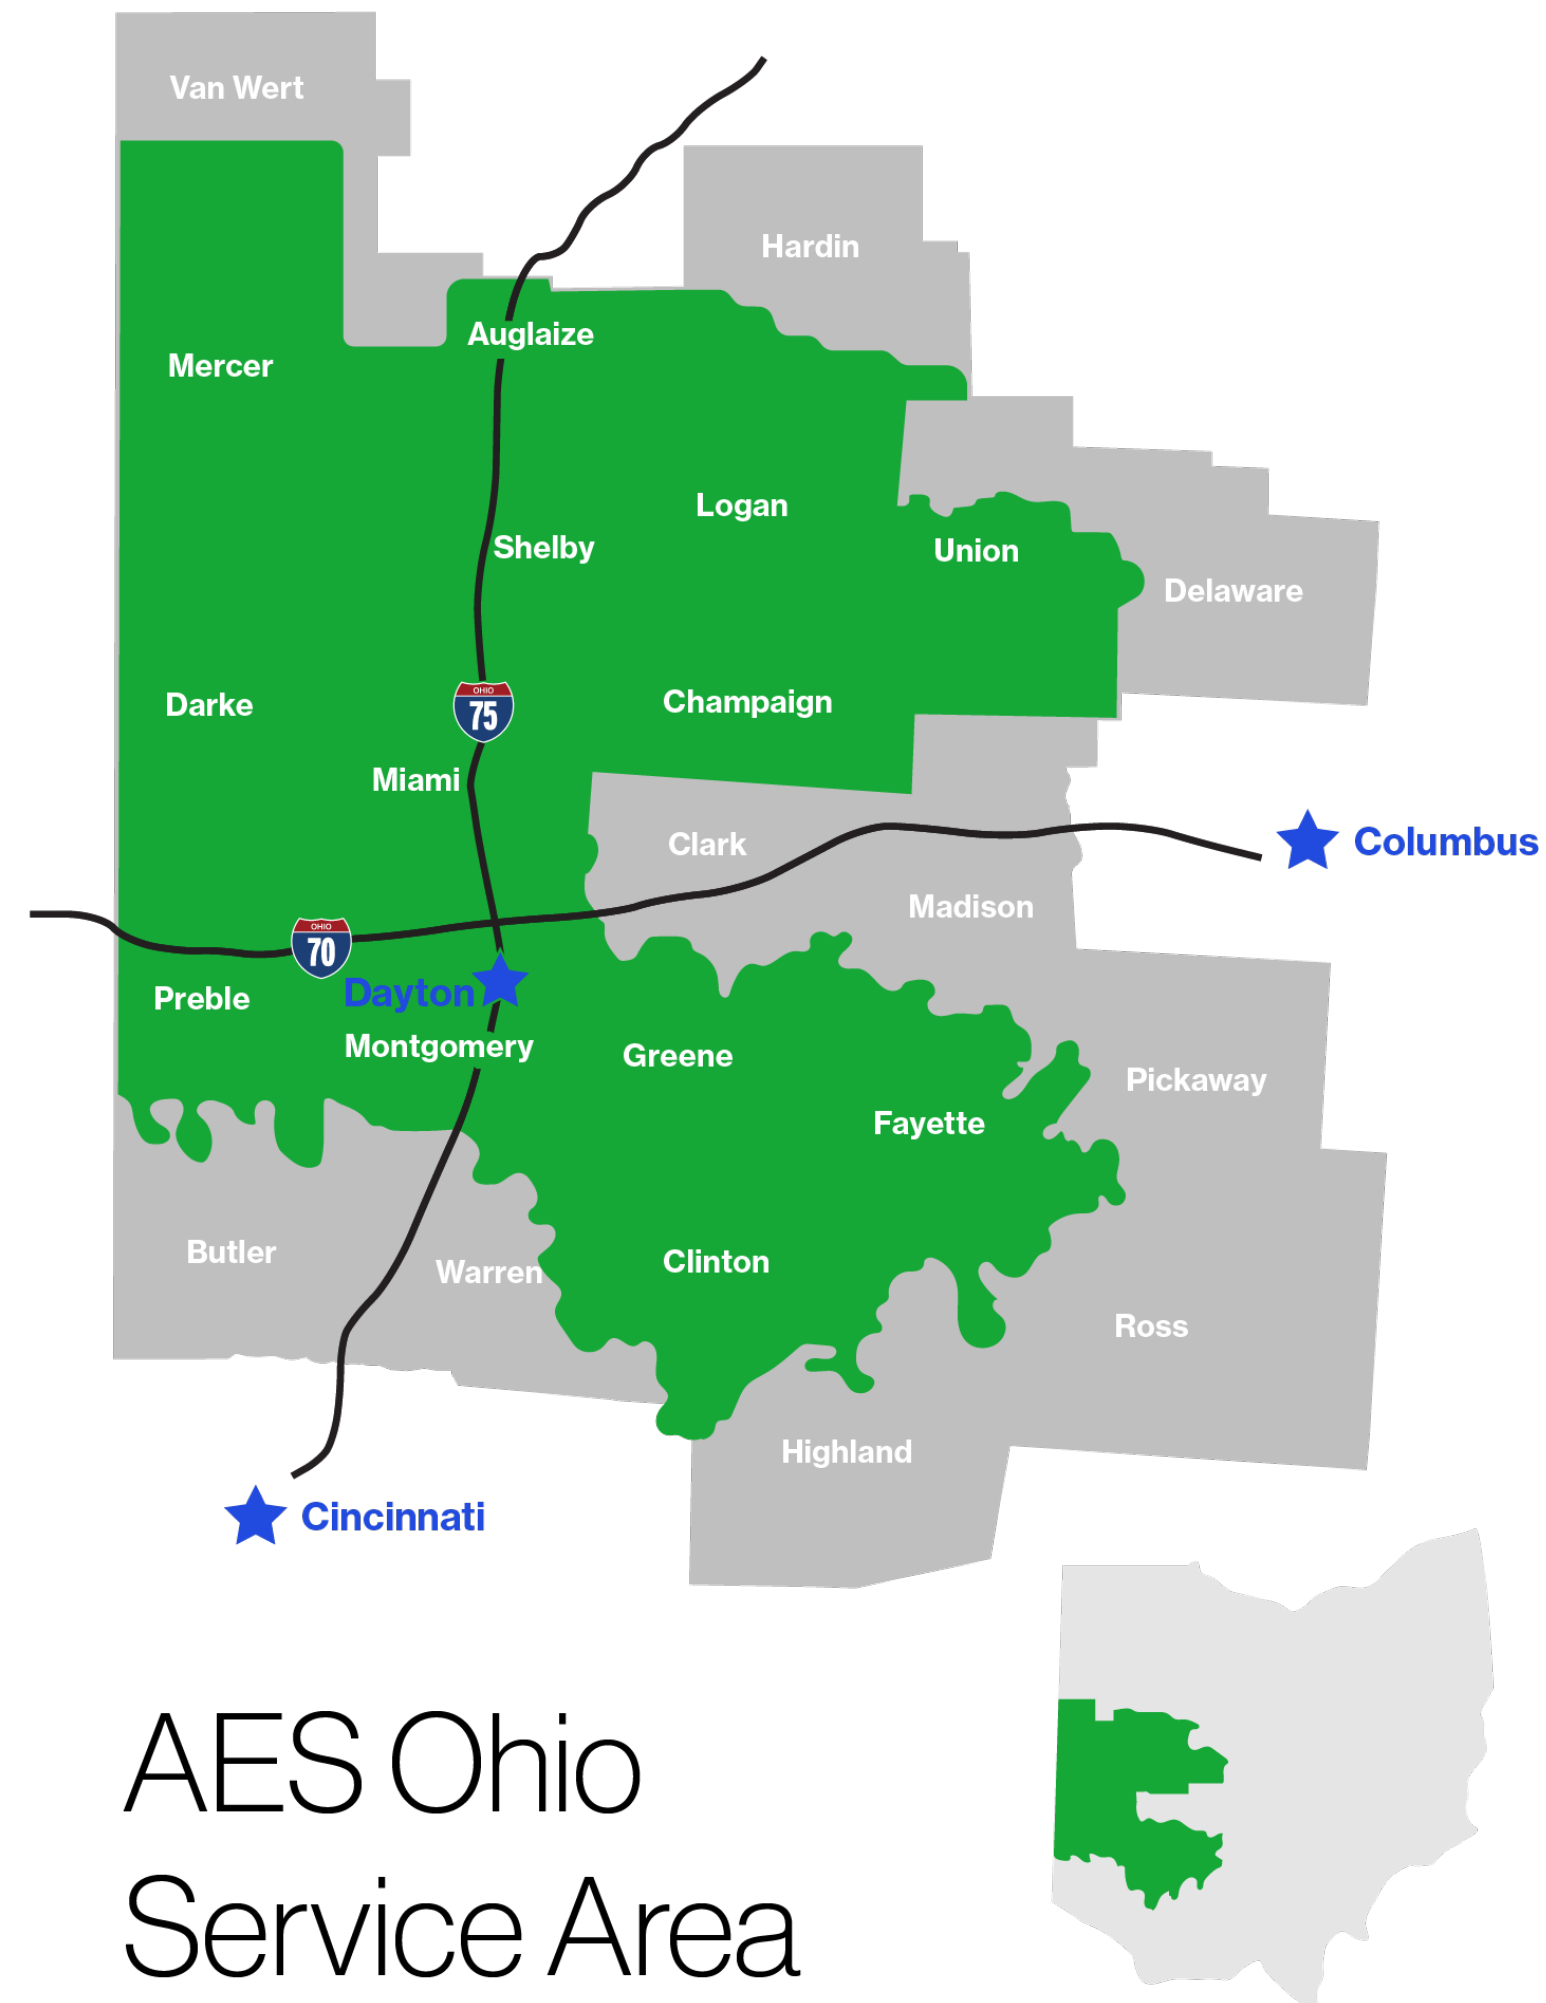 Van Wert
Hardin
Auglaize
Mercer
Logan
Shelby
Union
Delaware
Darke
Champaign
OHIO
75
Miami
Clark
Columbus
Madison
OHIO
70
Dayton
Preble
Montgomery
Greene
Pickaway
Fayette
Butler
Warren
Clinton
Ross
Highland
Cincinnati
AES Ohio
Service Area